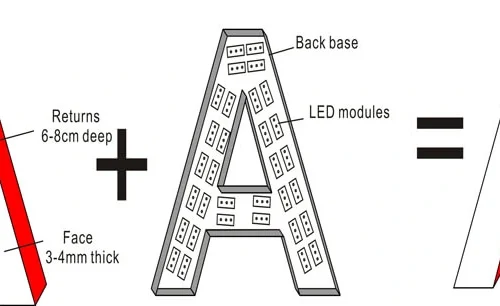 Back base
LED modules
Returns
6-8cm deep
+
=
Face
3-4mm thick